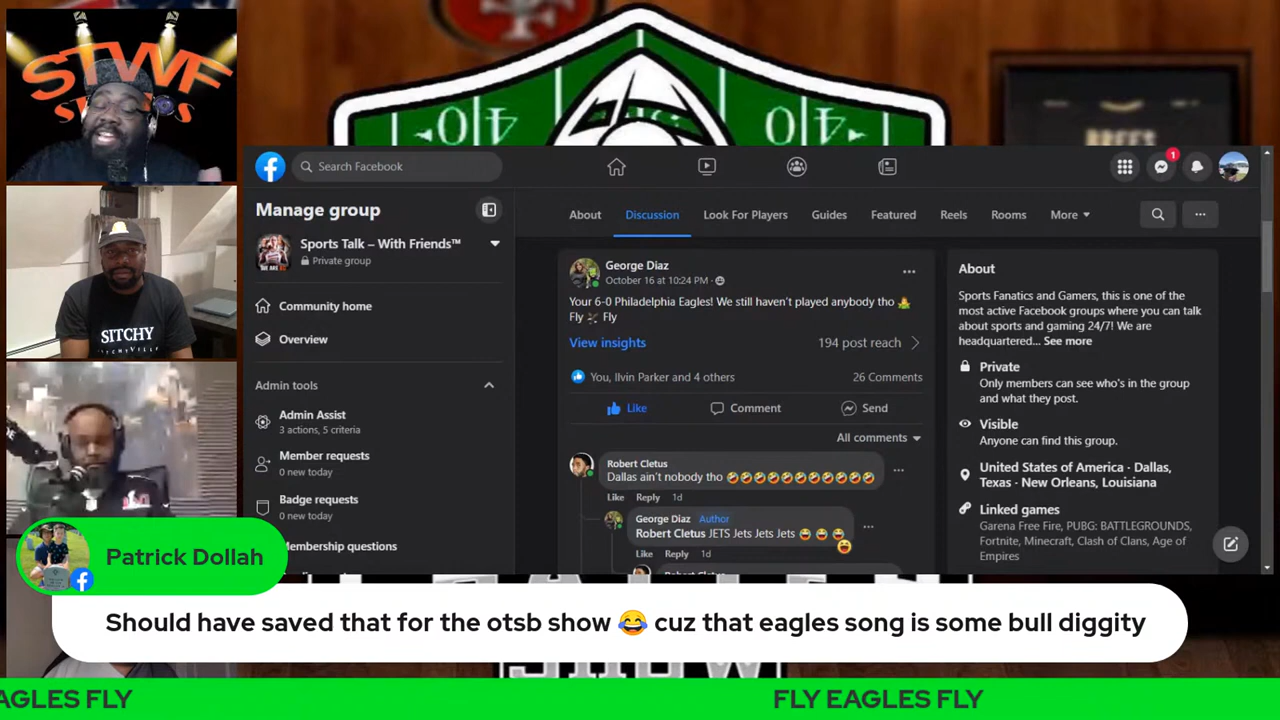 STWF
Search Facebook
1
Manage group
Sports Talk – With Friends™
Private group
Community home
Overview
Admin tools
Admin Assist
3 actions, 5 criteria
Member requests
0 new today
Badge requests
0 new today
Membership questions
About
Discussion
Look For Players
Guides
Featured
Reels
Rooms
More
George Diaz
October 16 at 10:24 PM ·
Your 6-0 Philadelphia Eagles! We still haven't played anybody tho 🤷
Fly 🦅 Fly
View insights
194 post reach
You, Ilvin Parker and 4 others
26 Comments
Like
Comment
Send
All comments
Robert Cletus
Dallas ain't nobody tho 🤣🤣🤣🤣🤣🤣🤣🤣🤣🤣🤣
Like Reply 1d
George Diaz Author
Robert Cletus JETS Jets Jets Jets 😂 😂 😂
Like Reply 1d
About
Sports Fanatics and Gamers, this is one of the
most active Facebook groups where you can talk
about sports and gaming 24/7! We are
headquartered... See more
Private
Only members can see who's in the group
and what they post.
Visible
Anyone can find this group.
United States of America · Dallas,
Texas · New Orleans, Louisiana
Linked games
Garena Free Fire, PUBG: BATTLEGROUNDS,
Fortnite, Minecraft, Clash of Clans, Age of
Empires
SITCHY
Patrick Dollah
Should have saved that for the otsb show 😂 cuz that eagles song is some bull diggity
AGLES FLY
FLY EAGLES FLY